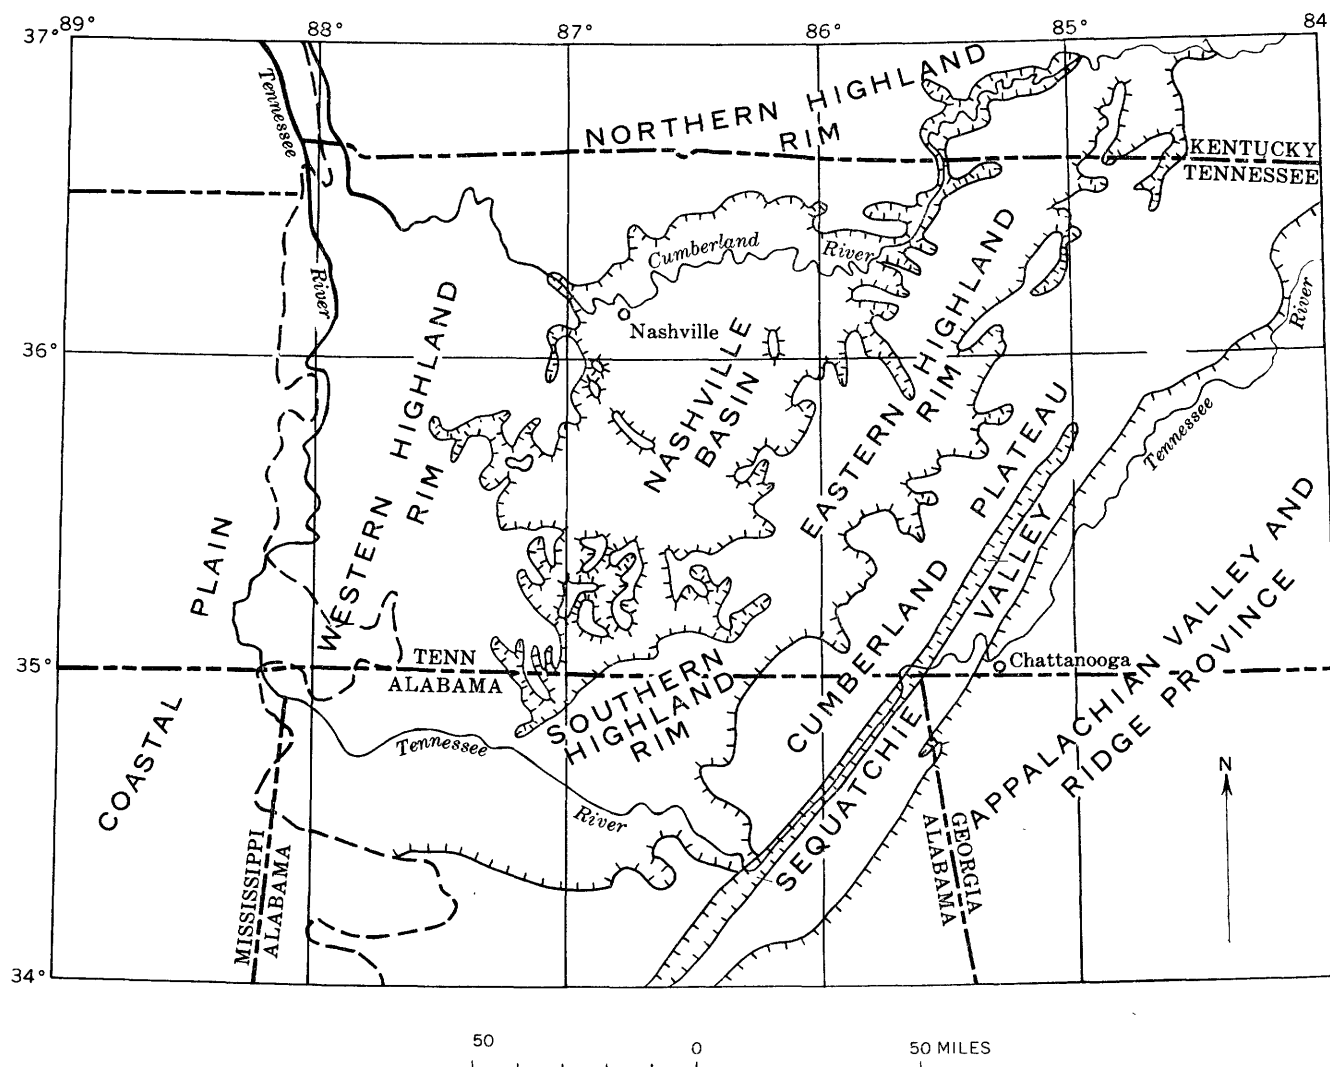 89°
88°
87°
86°
85°
84
37°
Tennessee
NORTHERN HIGHLAND
RIM
KENTUCKY
TENNESSEE
Cumberland
River
River
River
Nashville
36°
WESTERN HIGHLAND
RIM
NASHVILLE
BASIN
EASTERN HIGHLAND
RIM
Tennessee
CUMBERLAND PLATEAU
SEQUATCHIE VALLEY
APPALACHIAN VALLEY AND
RIDGE PROVINCE
COASTAL PLAIN
35°
TENN
ALABAMA
Chattanooga
SOUTHERN
HIGHLAND
RIM
Tennessee
River
N
MISSISSIPPI
ALABAMA
GEORGIA
ALABAMA
34°
50
0
50 MILES